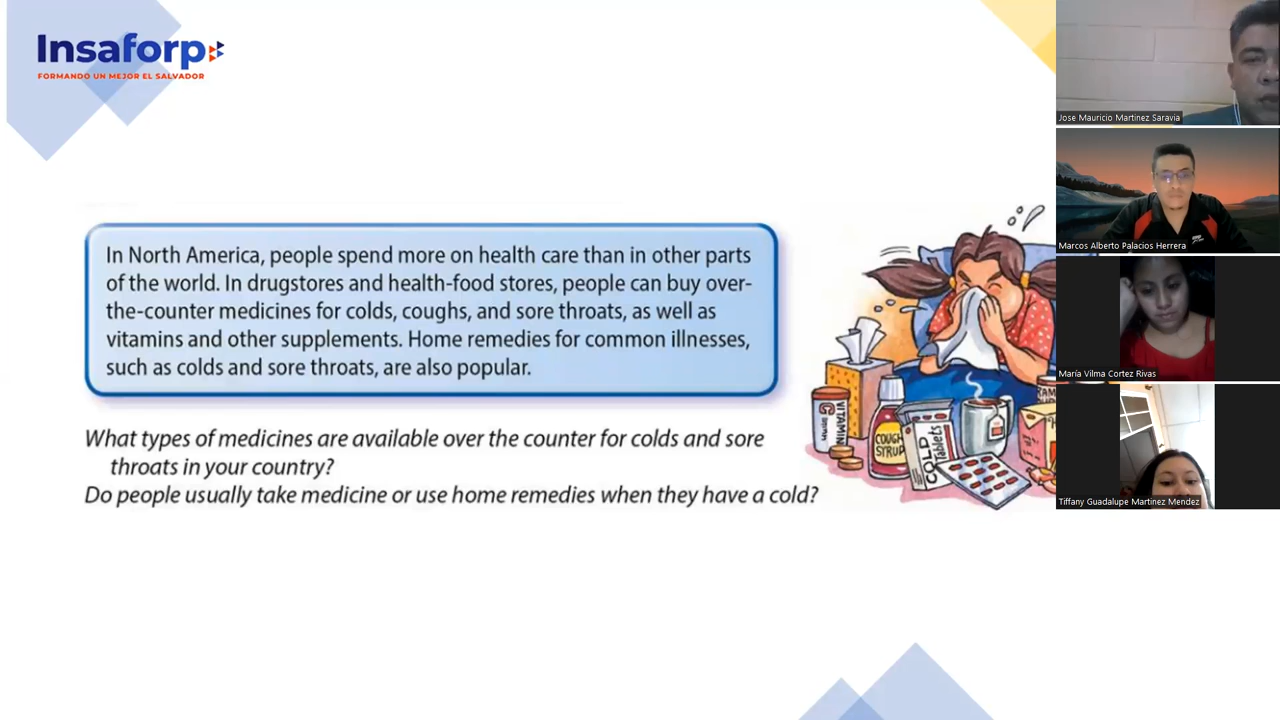 Insaforp
FORMANDO UN MEJOR EL SALVADOR
In North America, people spend more on health care than in other parts
of the world. In drugstores and health-food stores, people can buy over-
the-counter medicines for colds, coughs, and sore throats, as well as
vitamins and other supplements. Home remedies for common illnesses,
such as colds and sore throats, are also popular.
What types of medicines are available over the counter for colds and sore
throats in your country?
Do people usually take medicine or use home remedies when they have a cold?
VITAMIN
C
COUGH
SYRUP
COLD
Tablets
Jose Mauricio Martinez Saravia
Marcos Alberto Palacios Herrera
María Vilma Cortez Rivas
Tiffany Guadalupe Martinez Mendez